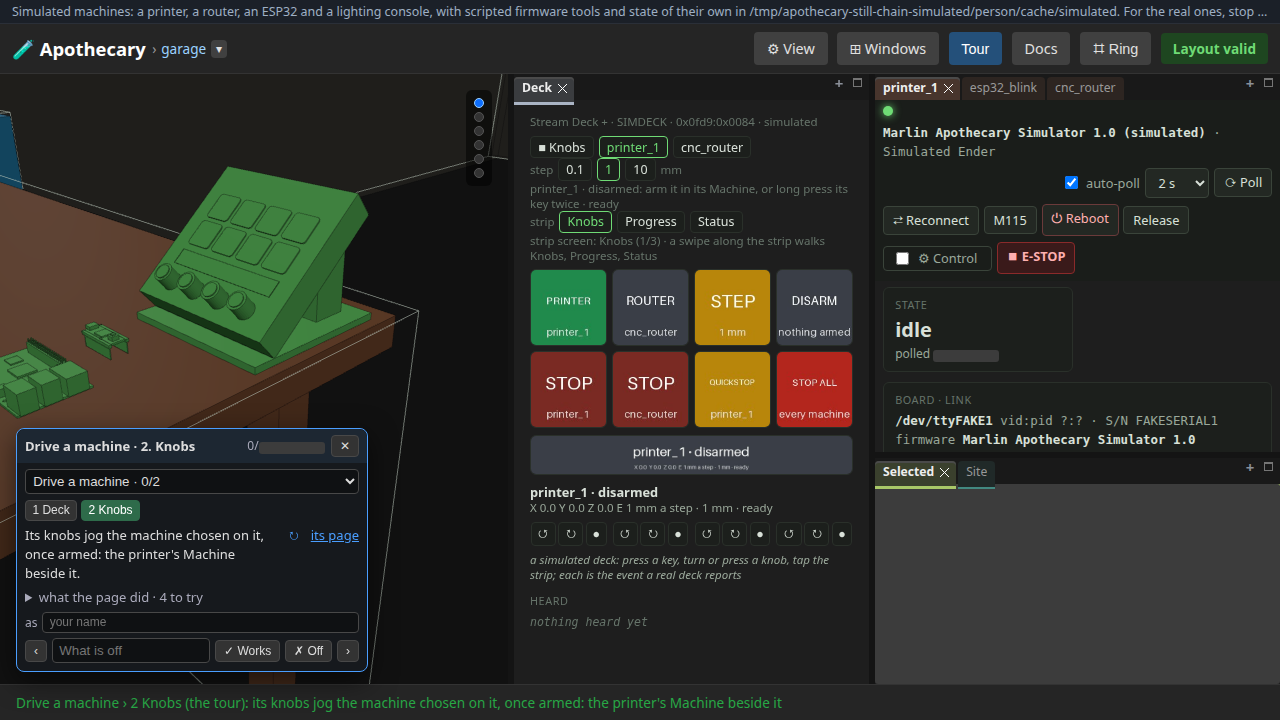 Simulated machines: a printer, a router, an ESP32 and a lighting console, with scripted firmware tools and state of their own in /tmp/apothecary-still-chain-simulated/person/cache/simulated. For the real ones, stop ...
Apothecary › garage ▾
⚙ View
⊞ Windows
Tour
Docs
⌗ Ring
Layout valid
Deck
Stream Deck + · SIMDECK · 0x0fd9:0x0084 · simulated
■ Knobs printer_1 cnc_router
step 0.1 1 10 mm
printer_1 · disarmed: arm it in its Machine, or long press its
key twice · ready
strip Knobs Progress Status
strip screen: Knobs (1/3) · a swipe along the strip walks
Knobs, Progress, Status
PRINTER ROUTER STEP DISARM
printer_1 cnc_router 1 mm nothing armed
STOP STOP QUICKSTOP STOP ALL
printer_1 cnc_router printer_1 every machine
printer_1 · disarmed
X 0.0 Y 0.0 Z 0.0 E 1 mm a step · 1 mm · ready
printer_1 · disarmed
X 0.0 Y 0.0 Z 0.0 E 1 mm a step · 1 mm · ready
↺ ↻ ● ↺ ↻ ● ↺ ↻ ● ↺ ↻ ●
a simulated deck: press a key, turn or press a knob, tap the
strip; each is the event a real deck reports
HEARD
nothing heard yet
printer_1 esp32_blink cnc_router
Marlin Apothecary Simulator 1.0 (simulated) ·
Simulated Ender
auto-poll 2 s ⟳ Poll
⇄ Reconnect M115 ⏻ Reboot Release
⚙ Control ■ E-STOP
STATE
idle
polled
BOARD · LINK
/dev/ttyFAKE1 vid:pid ?:? · S/N FAKESERIAL1
firmware Marlin Apothecary Simulator 1.0
Selected Site
Drive a machine · 2. Knobs 0/ ✕
Drive a machine · 0/2
1 Deck 2 Knobs
Its knobs jog the machine chosen on it, ↻ its page
once armed: the printer's Machine
beside it.
▶ what the page did · 4 to try
as your name
‹ What is off ✓ Works ✗ Off ›
Drive a machine › 2 Knobs (the tour): its knobs jog the machine chosen on it, once armed: the printer's Machine beside it